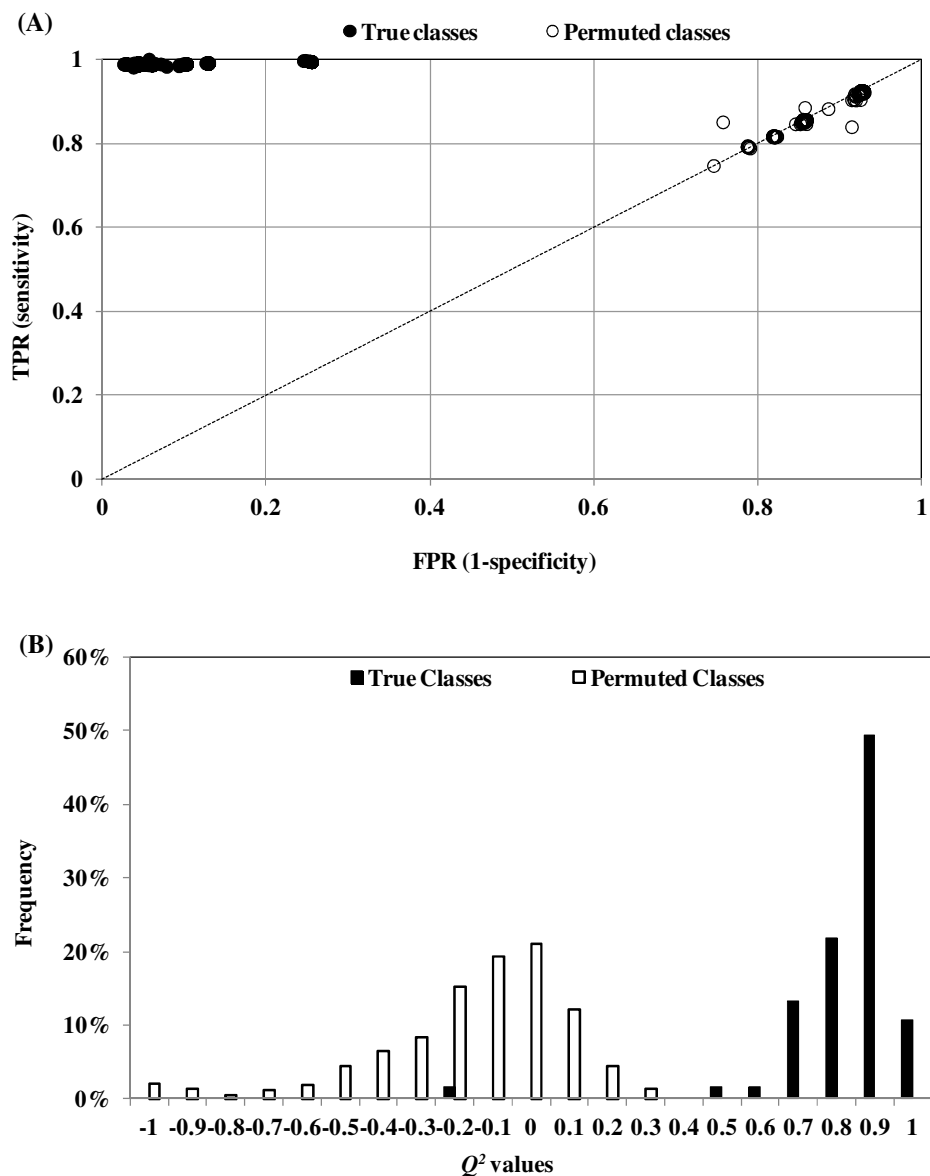 (A)
True classes Permuted classes
1
0.8
0.6
0.4
0.2
0
TPR (sensitivity)
0 0.2 0.4 0.6 0.8 1
FPR (1-specificity)
(B)
True Classes Permuted Classes
60%
50%
40%
30%
20%
10%
0%
Frequency
-1 -0.9 -0.8 -0.7 -0.6 -0.5 -0.4 -0.3 -0.2 -0.1 0 0.1 0.2 0.3 0.4 0.5 0.6 0.7 0.8 0.9 1
Q² values